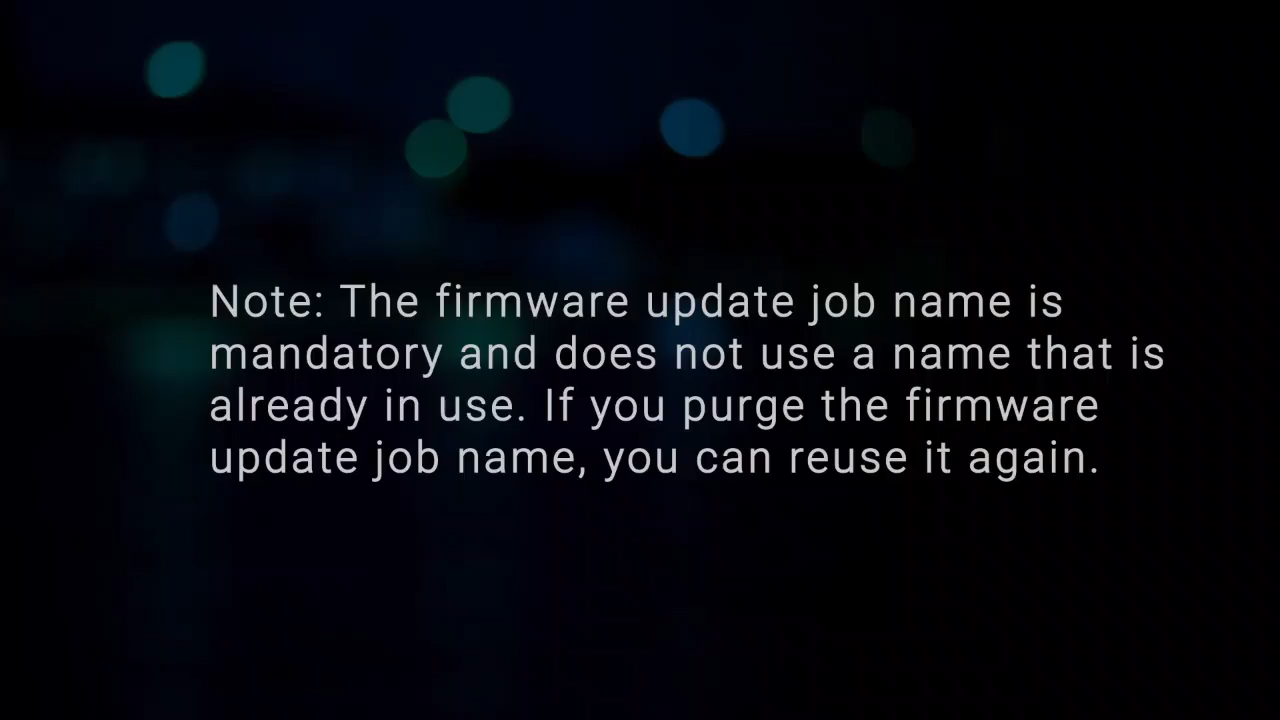 Note: The firmware update job name is
mandatory and does not use a name that is
already in use. If you purge the firmware
update job name, you can reuse it again.